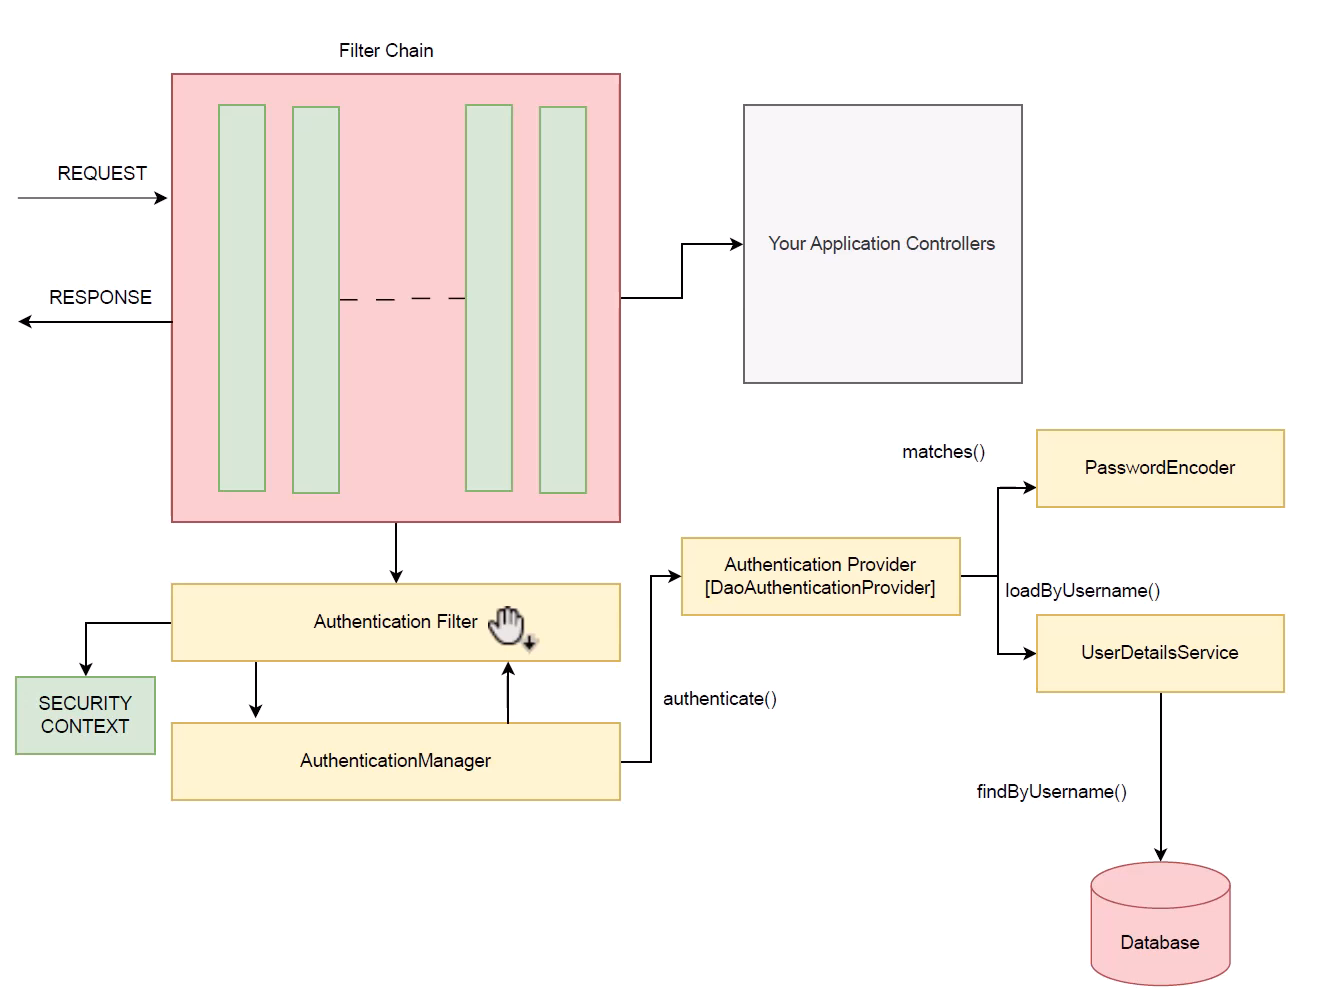 Filter Chain
REQUEST
RESPONSE
Your Application Controllers
matches()
PasswordEncoder
Authentication Provider
[DaoAuthenticationProvider]
loadByUsername()
Authentication Filter
UserDetailsService
SECURITY
CONTEXT
authenticate()
AuthenticationManager
findByUsername()
Database